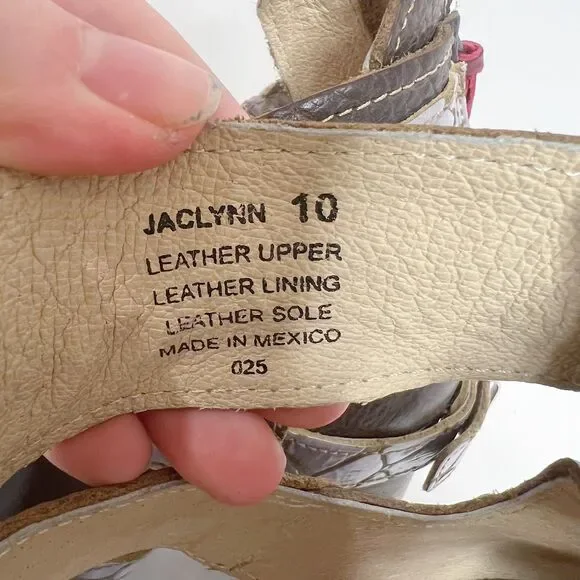 JACLYNN 10
LEATHER UPPER
LEATHER LINING
LEATHER SOLE
MADE IN MEXICO
025